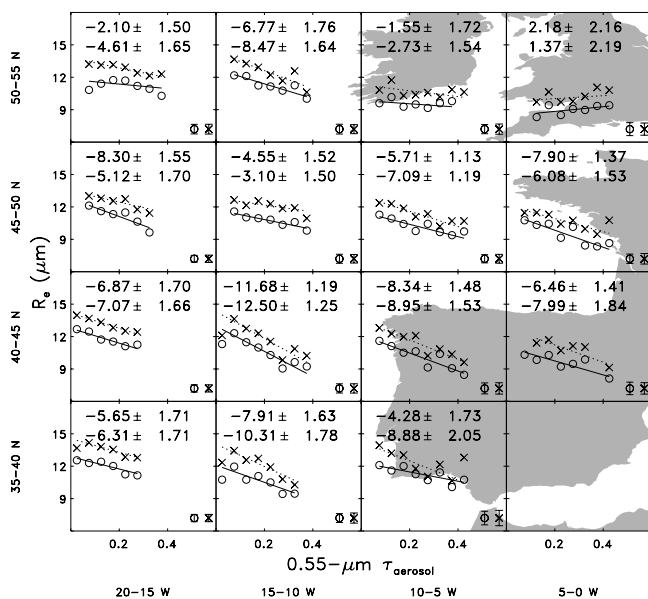 −2.10± 1.50 −6.77± 1.76 −1.55± 1.72 2.18± 2.16
−4.61± 1.65 −8.47± 1.64 −2.73± 1.54 1.37± 2.19
15
12
9
50−55 N
−8.30± 1.55 −4.55± 1.52 −5.71± 1.13 −7.90± 1.37
−5.12± 1.70 −3.10± 1.50 −7.09± 1.19 −6.08± 1.53
15
12
9
45−50 N
Re (μm)
−6.87± 1.70 −11.68± 1.19 −8.34± 1.48 −6.46± 1.41
−7.07± 1.66 −12.50± 1.25 −8.95± 1.53 −7.99± 1.84
15
12
9
40−45 N
−5.65± 1.71 −7.91± 1.63 −4.28± 1.73
−6.31± 1.71 −10.31± 1.78 −8.88± 2.05
15
12
9
35−40 N
0.2 0.4 0.2 0.4 0.2 0.4 0.2 0.4
0.55−μm τaerosol
20−15 W 15−10 W 10−5 W 5−0 W